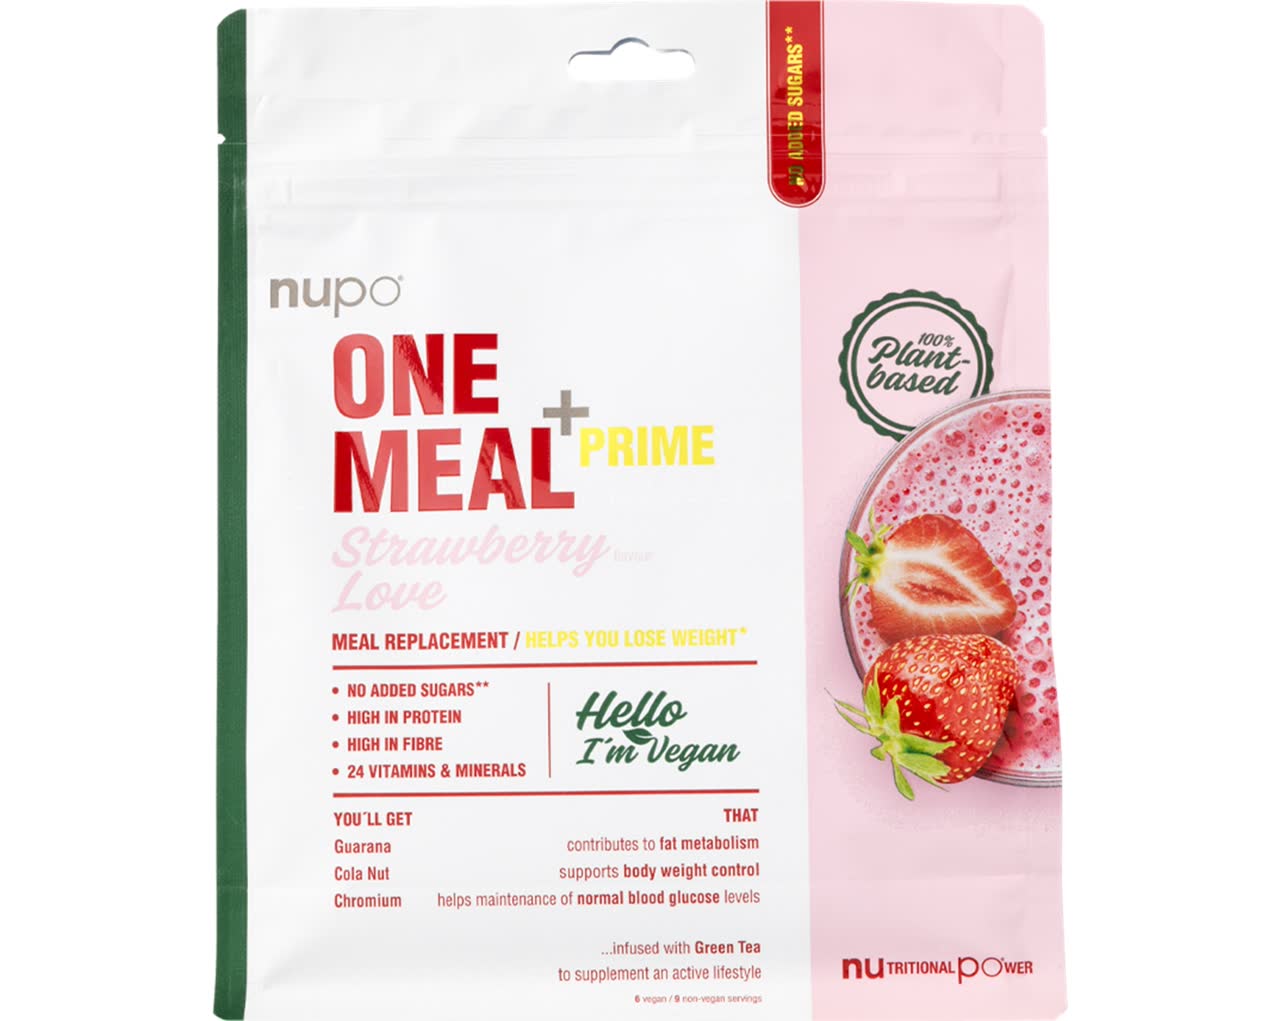 NO ADDED SUGARS**
nupo®
ONE
MEAL+PRIME
Strawberry flavour
Love
MEAL REPLACEMENT / HELPS YOU LOSE WEIGHT*
• NO ADDED SUGARS**
• HIGH IN PROTEIN
• HIGH IN FIBRE
• 24 VITAMINS & MINERALS
Hello
I'm Vegan
YOU´LL GET THAT
Guarana contributes to fat metabolism
Cola Nut supports body weight control
Chromium helps maintenance of normal blood glucose levels
...infused with Green Tea
to supplement an active lifestyle
6 vegan / 9 non-vegan servings
100%
Plant-
based
nuTRITIONAL po®WER